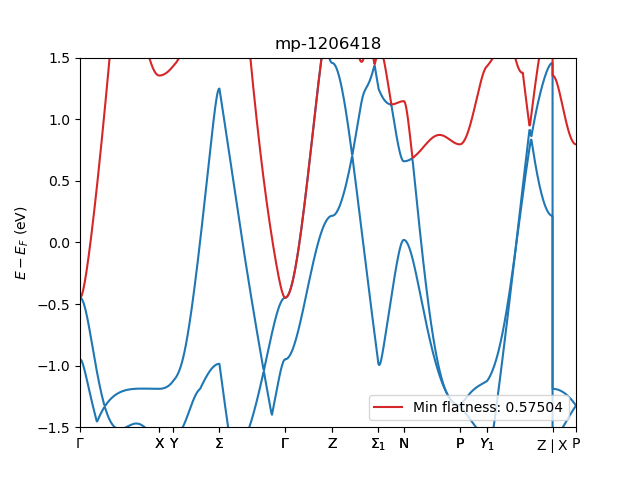 mp-1206418
E − E_F (eV)
1.5
1.0
0.5
0.0
−0.5
−1.0
−1.5
Min flatness: 0.57504
Γ X Y Σ Γ Z Σ₁ N P Y₁ Z | X P